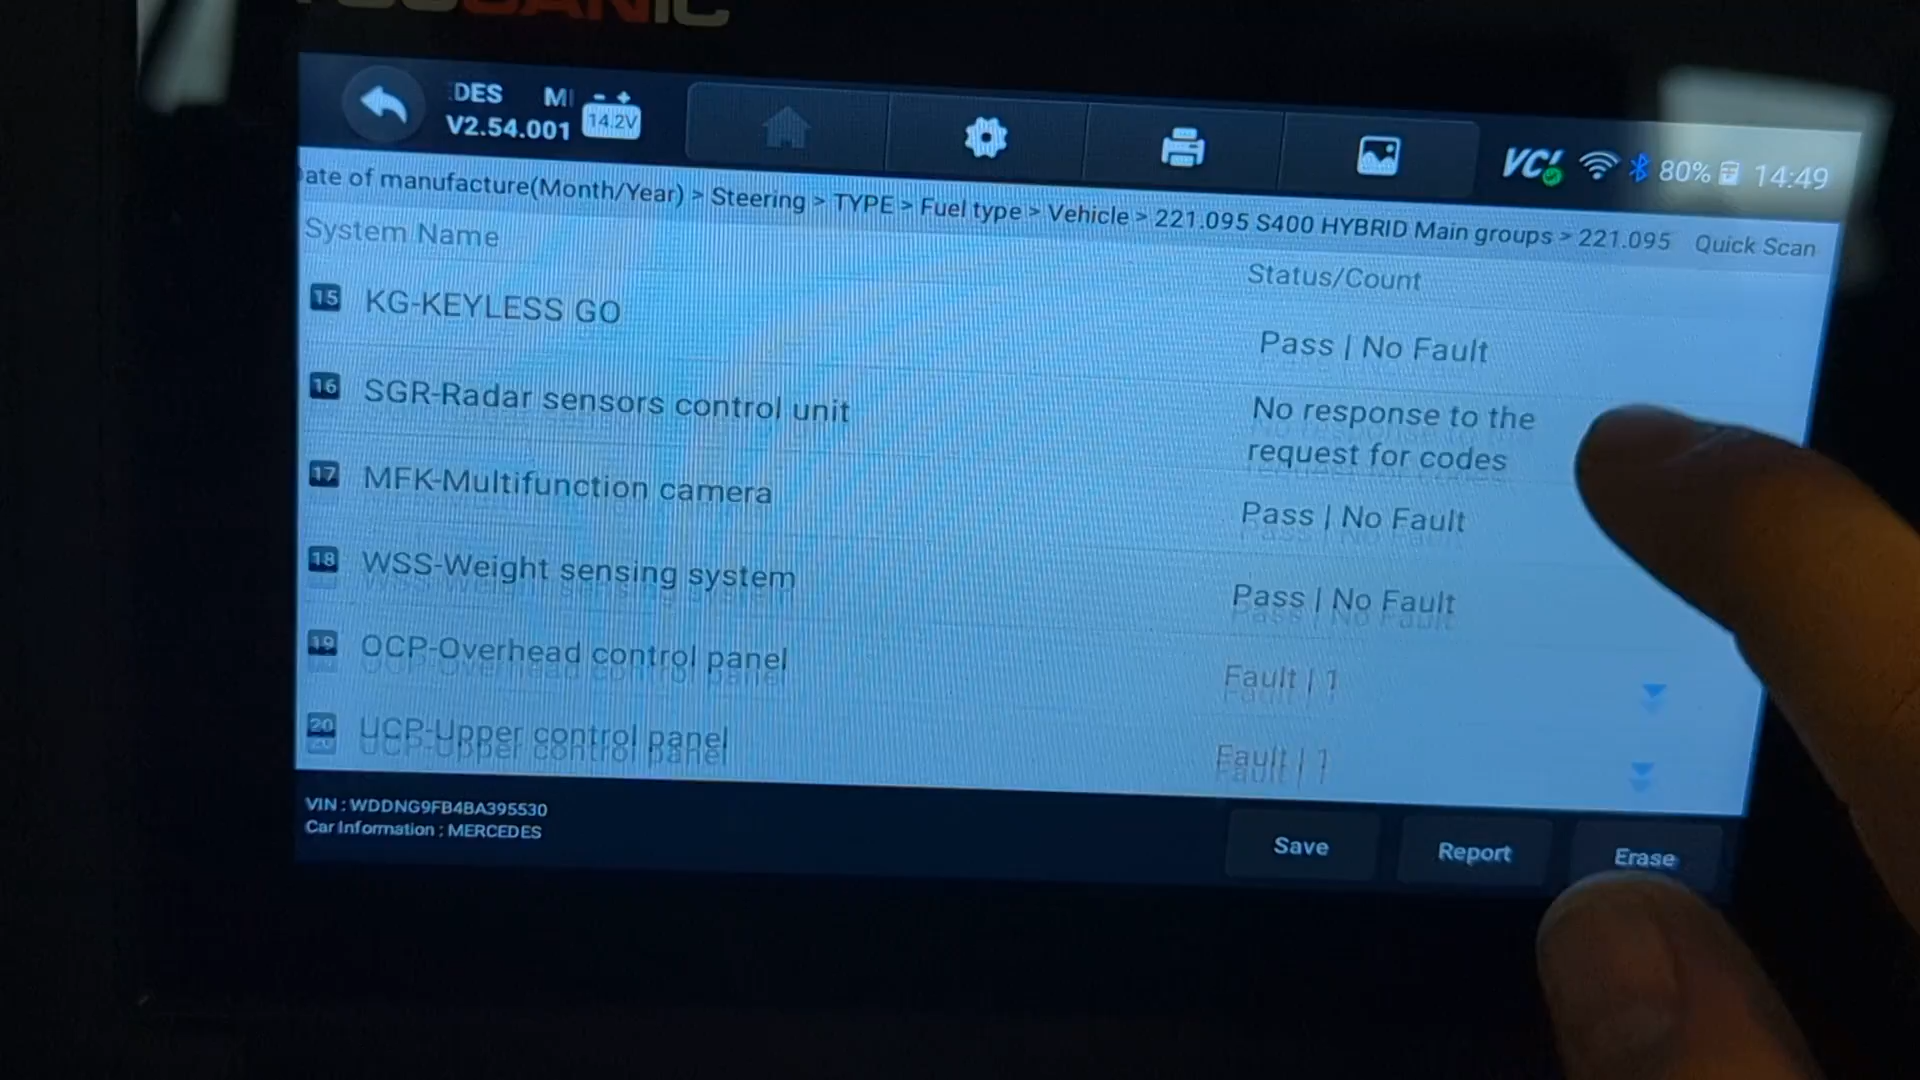 DES MI
V2.54.001
14.2V
VCI
80%
14:49
ate of manufacture(Month/Year) > Steering > TYPE > Fuel type > Vehicle > 221.095 S400 HYBRID Main groups > 221.095 Quick Scan
System Name Status/Count
15 KG-KEYLESS GO Pass | No Fault
16 SGR-Radar sensors control unit No response to the
request for codes
17 MFK-Multifunction camera Pass | No Fault
18 WSS-Weight sensing system Pass | No Fault
19 OCP-Overhead control panel Fault | 1
20 UCP-Upper control panel Fault | 1
VIN : WDDNG9FB4BA395530
Car Information : MERCEDES
Save Report Erase